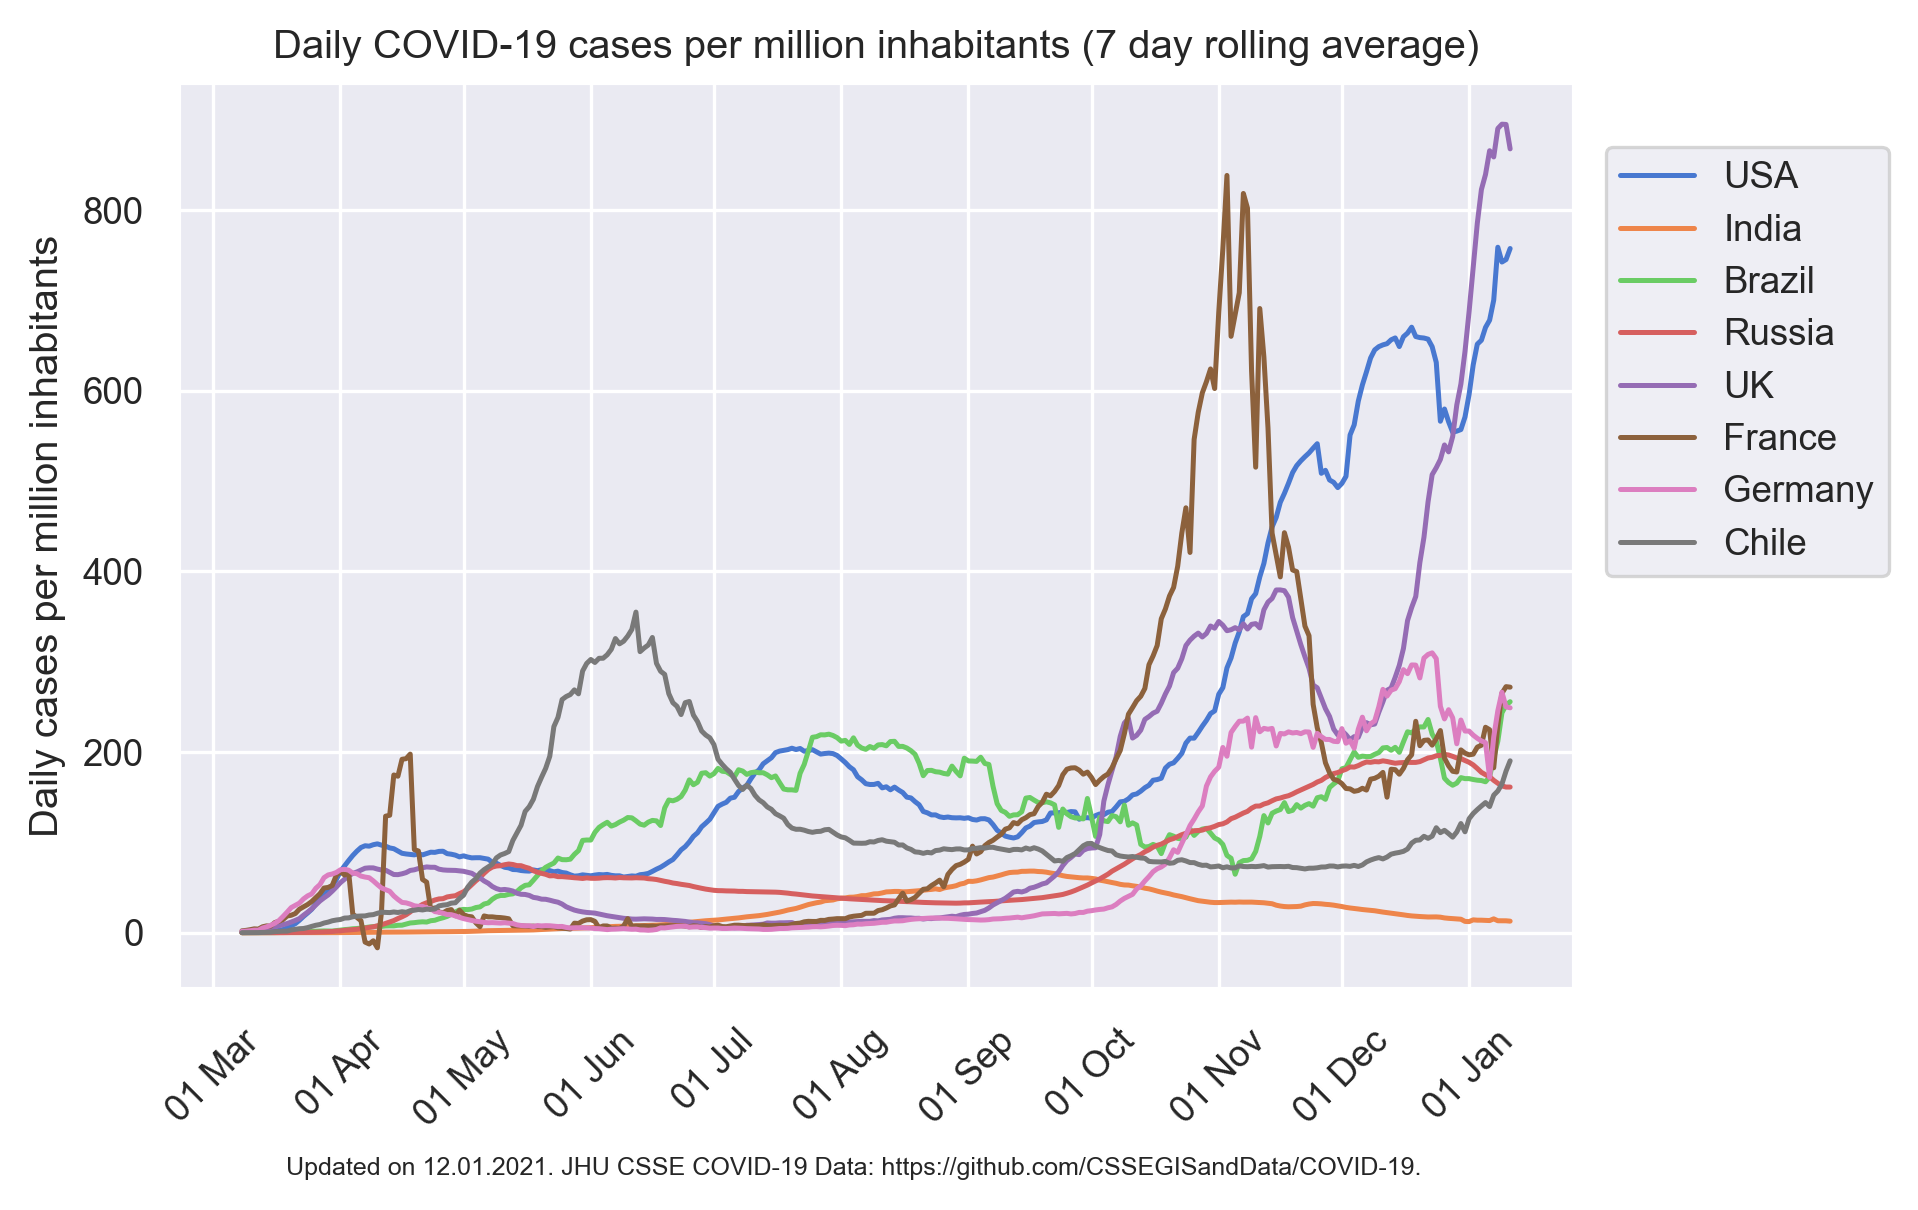 Daily COVID-19 cases per million inhabitants (7 day rolling average)
Daily cases per million inhabitants
800
600
400
200
0
01 Mar
01 Apr
01 May
01 Jun
01 Jul
01 Aug
01 Sep
01 Oct
01 Nov
01 Dec
01 Jan
USA
India
Brazil
Russia
UK
France
Germany
Chile
Updated on 12.01.2021. JHU CSSE COVID-19 Data: https://github.com/CSSEGISandData/COVID-19.